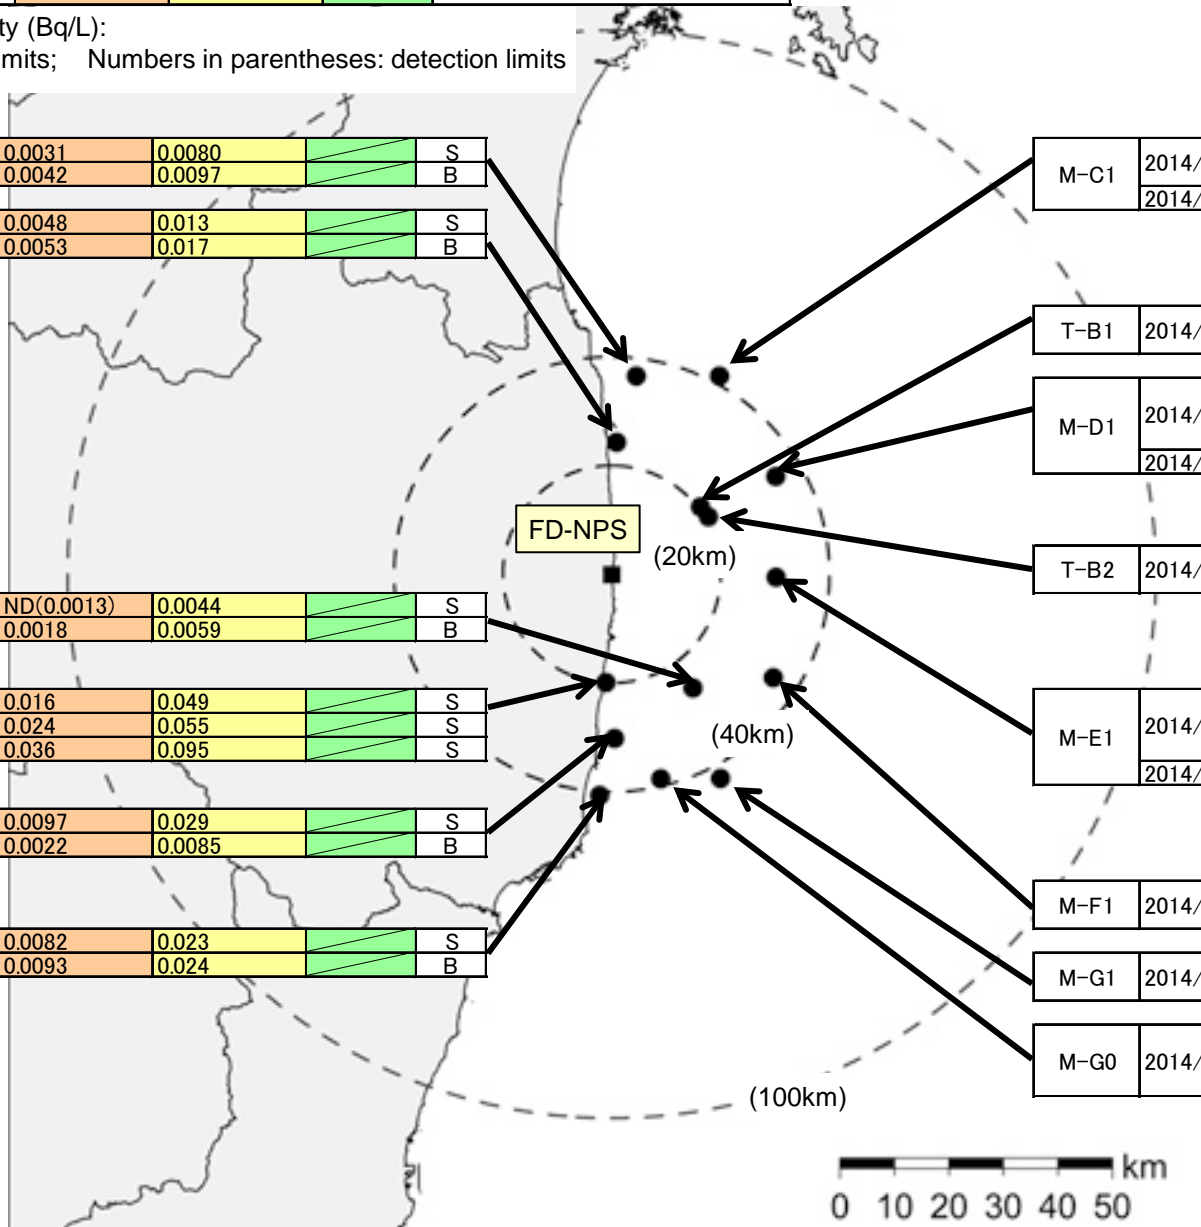 ty (Bq/L):
mits; Numbers in parentheses: detection limits
0.0031 0.0080 S
0.0042 0.0097 B
0.0048 0.013 S
0.0053 0.017 B
M-C1 2014/
2014/
T-B1 2014/
M-D1 2014/
2014/
FD-NPS
(20km)
T-B2 2014/
ND(0.0013) 0.0044 S
0.0018 0.0059 B
0.016 0.049 S
0.024 0.055 S
0.036 0.095 S
(40km)
M-E1 2014/
2014/
0.0097 0.029 S
0.0022 0.0085 B
M-F1 2014/
0.0082 0.023 S
0.0093 0.024 B
M-G1 2014/
M-G0 2014/
(100km)
km
0 10 20 30 40 50